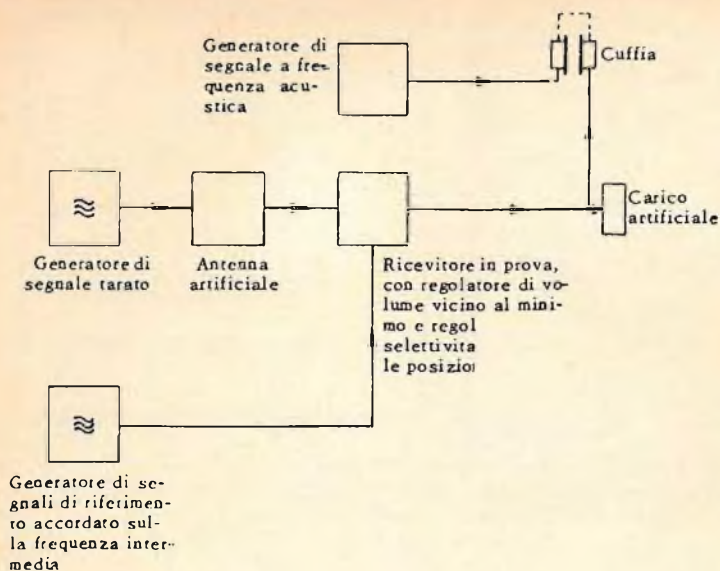 Generatore di
segnale a fre-
quenza acu-
stica
Cuffia
Carico
artificiale
Generatore di
segnale tarato
Antenna
artificiale
Ricevitore in prova,
con regolatore di vo-
lume vicino al mini-
mo e regol
selettivita
le posizio
Generatore di se-
gnali di riferimen-
to accordato sul-
la frequenza inter-
media